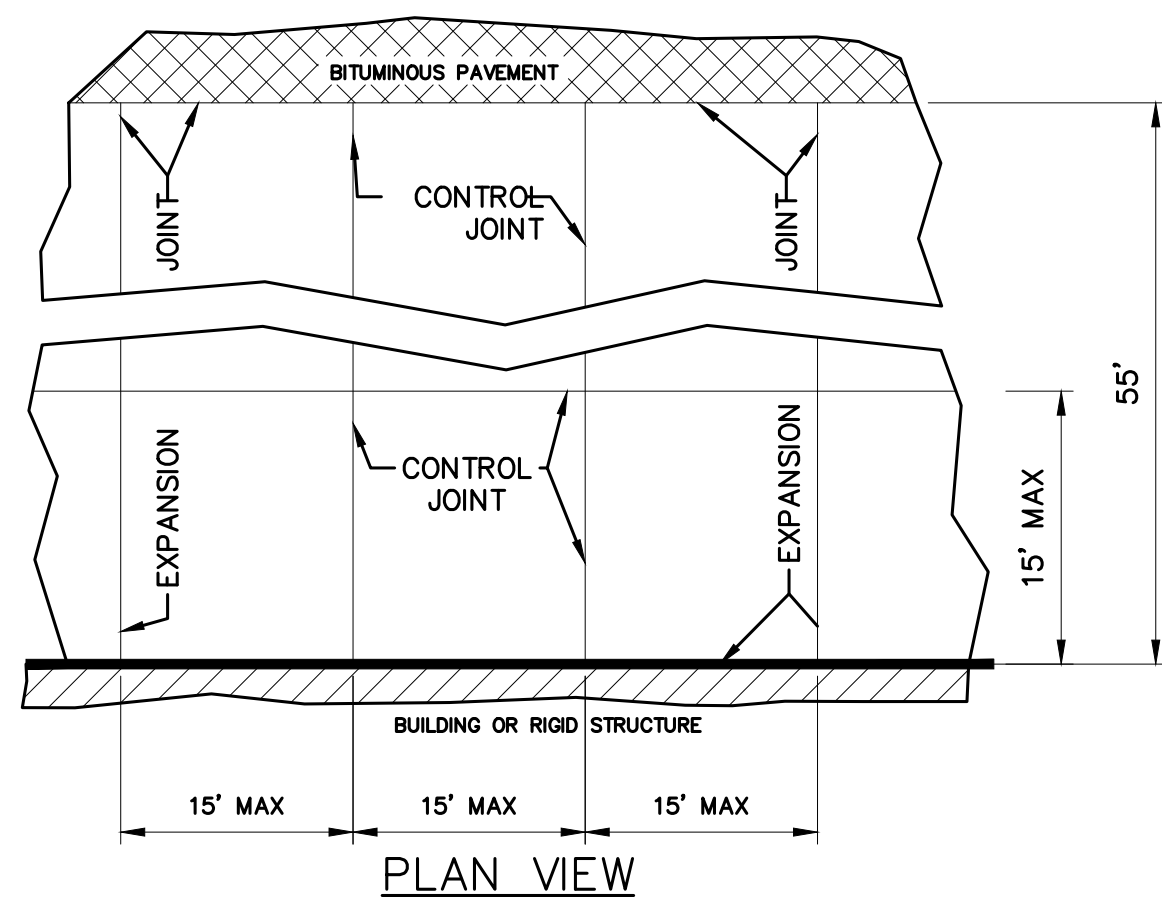 BITUMINOUS PAVEMENT
JOINT
CONTROL
JOINT
JOINT
55'
EXPANSION
CONTROL
JOINT
EXPANSION
15' MAX
BUILDING OR RIGID STRUCTURE
15' MAX
15' MAX
15' MAX
PLAN VIEW